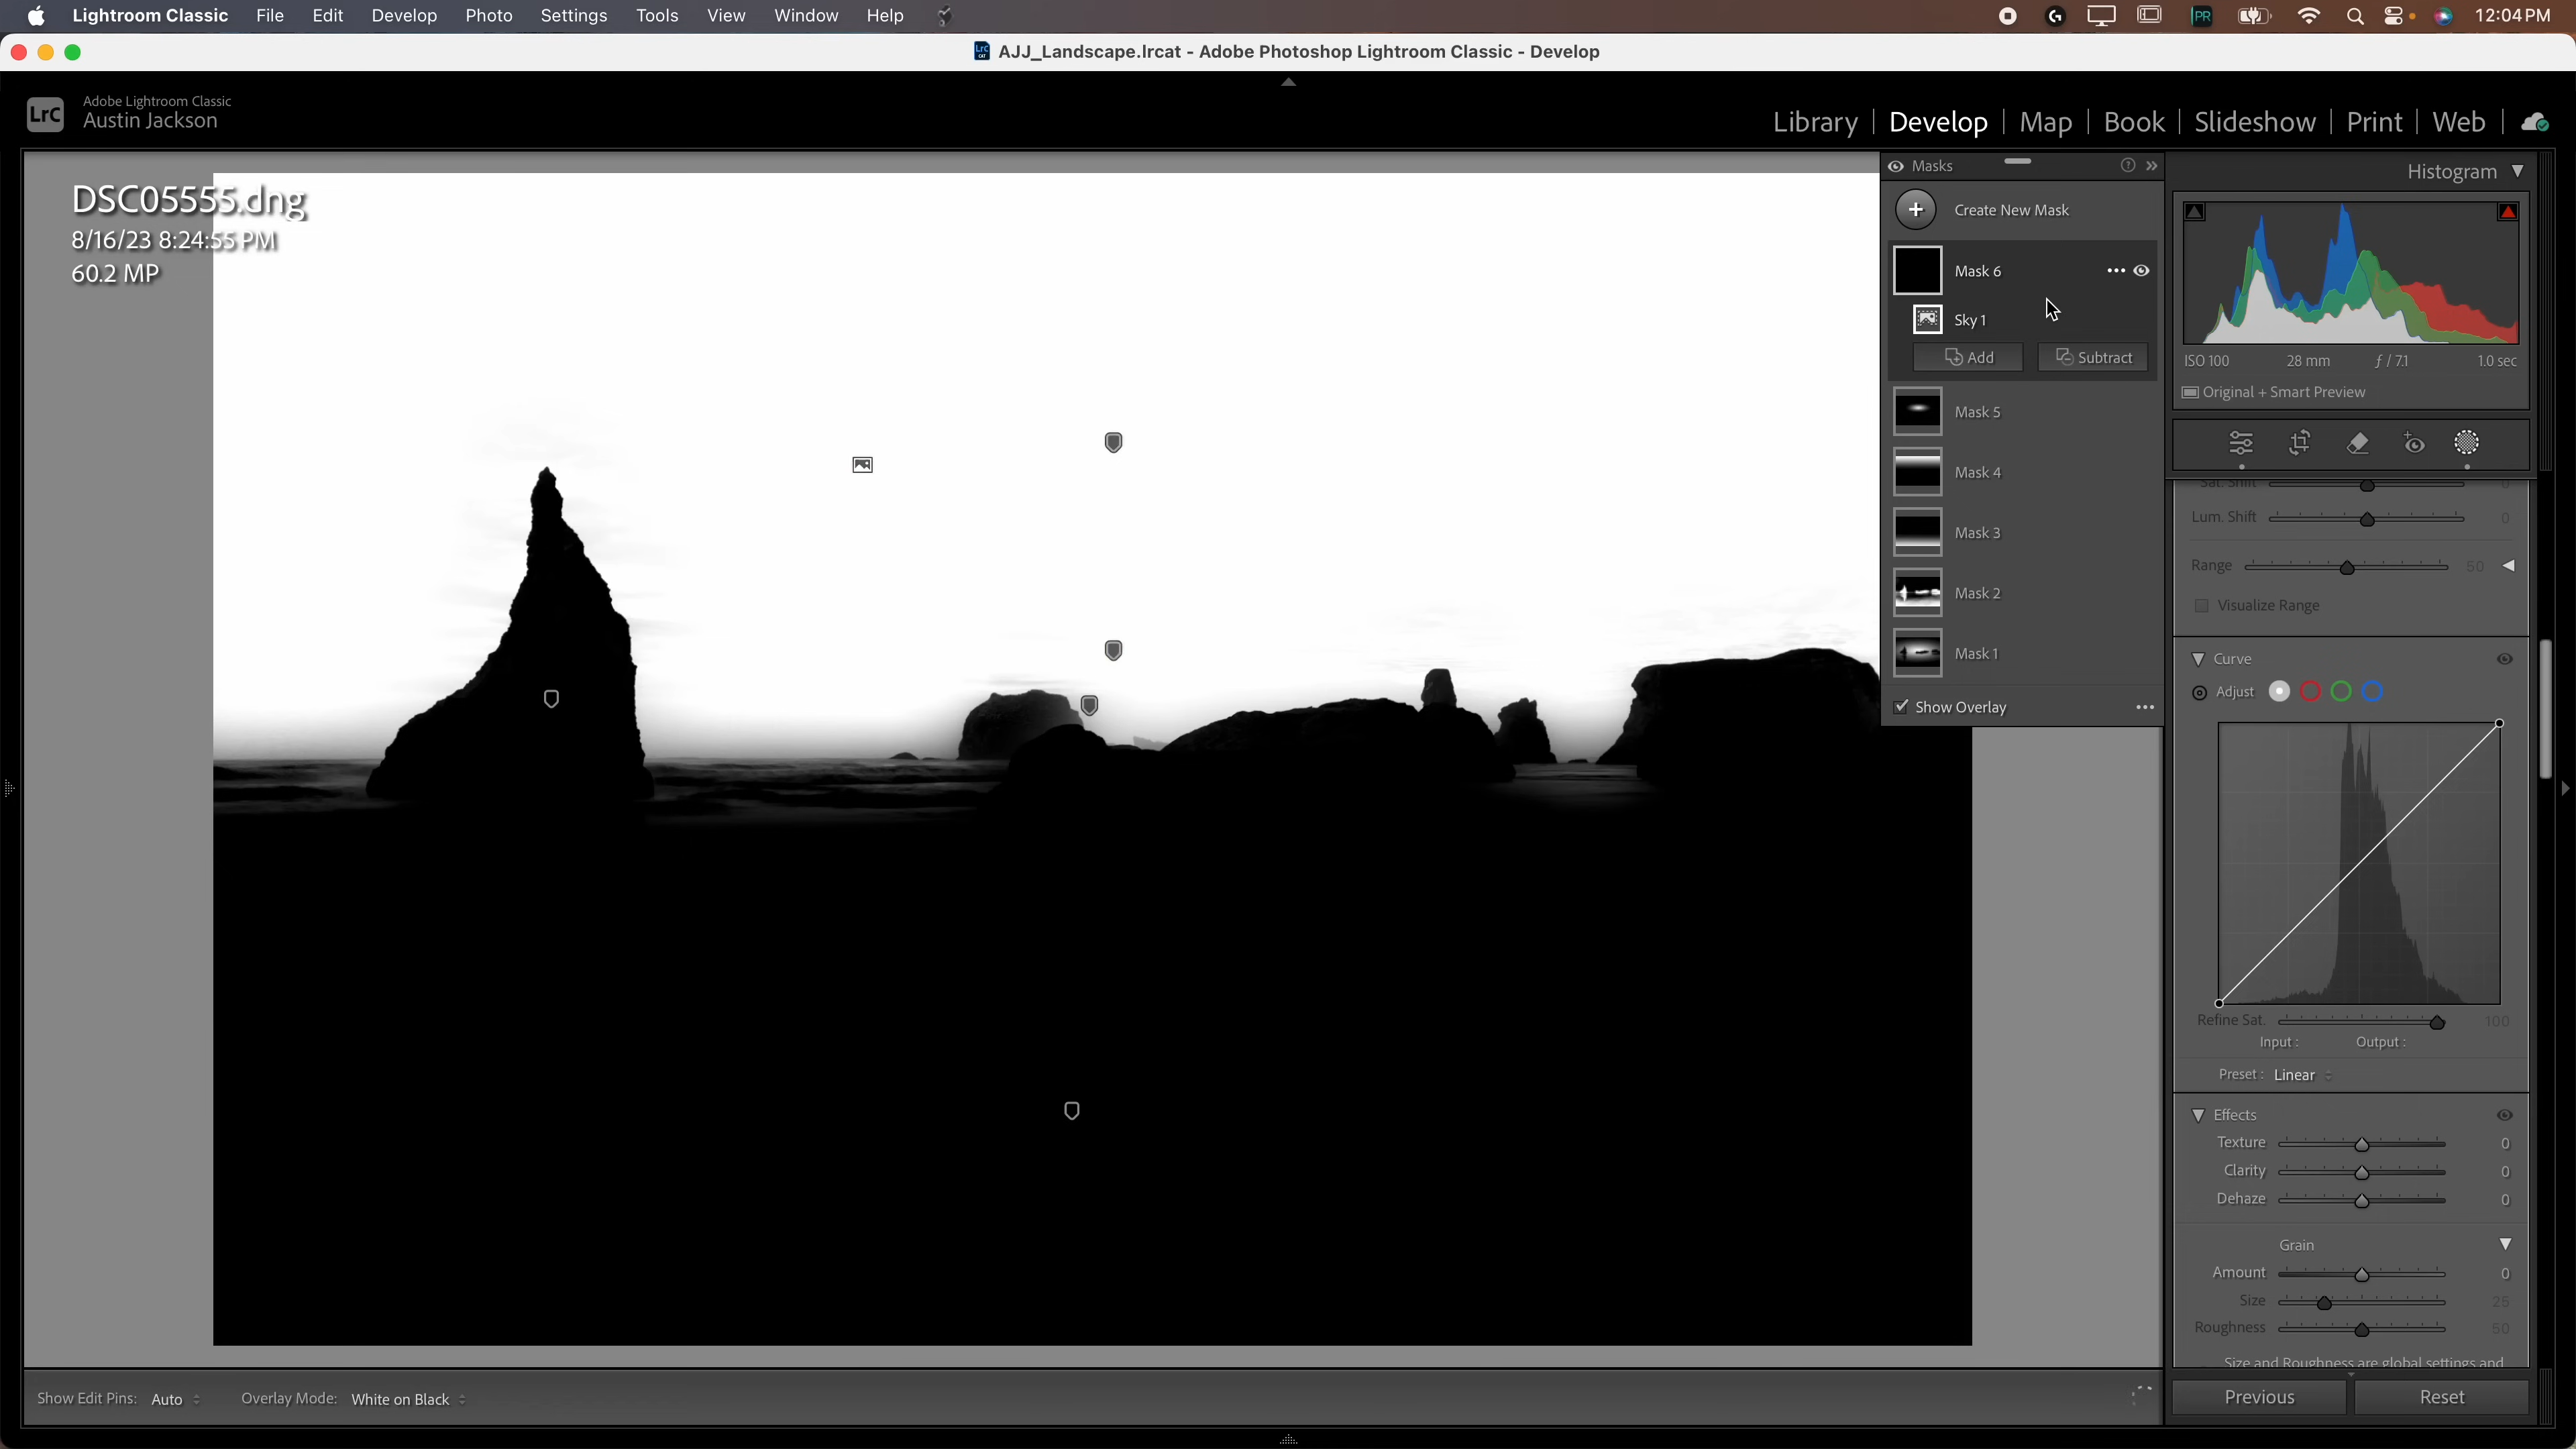 Lightroom Classic File Edit Develop Photo Settings Tools View Window Help PR 12:04 PM
AJJ_Landscape.lrcat - Adobe Photoshop Lightroom Classic - Develop
LrC Adobe Lightroom Classic
Austin Jackson
Library | Develop | Map | Book | Slideshow | Print | Web
DSC05555.dng
8/16/23 8:24:55 PM
60.2 MP
Masks
Create New Mask
Mask 6
Sky 1
Add Subtract
Mask 5
Mask 4
Mask 3
Mask 2
Mask 1
Show Overlay
Histogram
ISO 100 28 mm ƒ / 7.1 1.0 sec
Original + Smart Preview
Sat. Shift 0
Lum. Shift 0
Range 50
Visualize Range
Curve
Adjust
Refine Sat. 100
Input : Output :
Preset : Linear
Effects
Texture 0
Clarity 0
Dehaze 0
Grain
Amount 0
Size 25
Roughness 50
Size and Roughness are global settings and
Show Edit Pins: Auto Overlay Mode: White on Black
Previous Reset